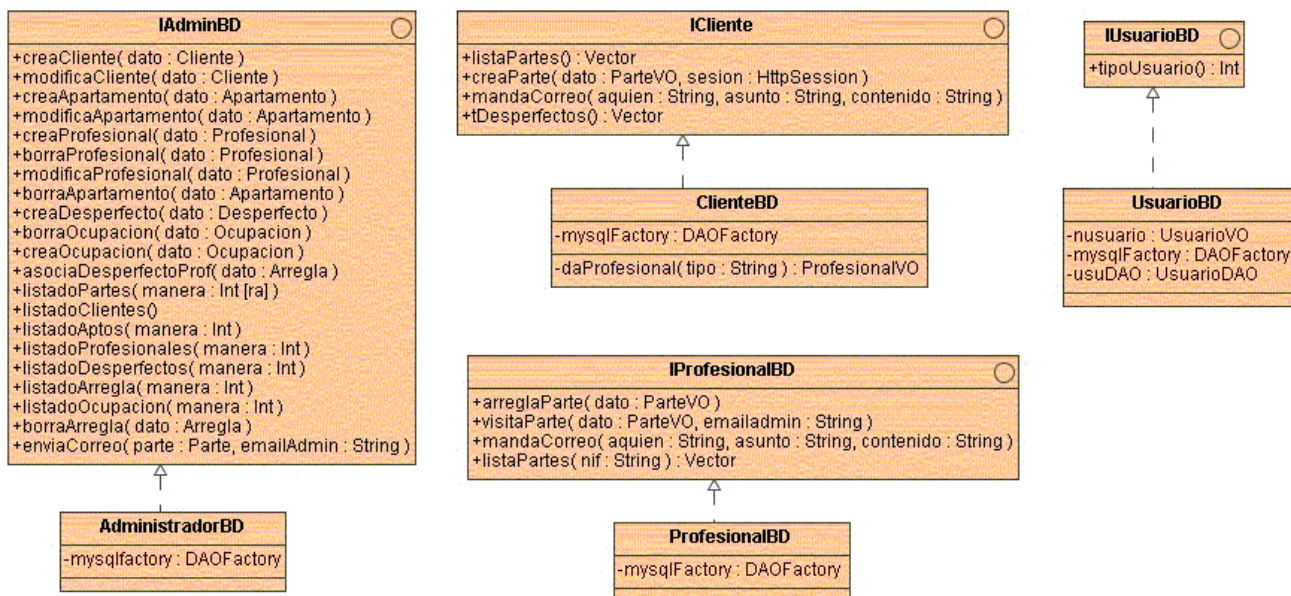 IAdminBD
+creaCliente( dato : Cliente )
+modificaCliente( dato : Cliente )
+creaApartamento( dato : Apartamento )
+modificaApartamento( dato : Apartamento )
+creaProfesional( dato : Profesional )
+borraProfesional( dato : Profesional )
+modificaProfesional( dato : Profesional )
+borraApartamento( dato : Apartamento )
+creaDesperfecto( dato : Desperfecto )
+borraOcupacion( dato : Ocupacion )
+creaOcupacion( dato : Ocupacion )
+asociaDesperfectoProf( dato : Arregla )
+listadoPartes( manera : Int [ra] )
+listadoClientes()
+listadoAptos( manera : Int )
+listadoProfesionales( manera : Int )
+listadoDesperfectos( manera : Int )
+listadoArregla( manera : Int )
+listadoOcupacion( manera : Int )
+borraArregla( dato : Arregla )
+enviaCorreo( parte : Parte, emailAdmin : String )
AdministradorBD
-mysqlfactory : DAOFactory
ICliente
+listaPartes() : Vector
+creaParte( dato : ParteVO, sesion : HttpSession )
+mandaCorreo( aquien : String, asunto : String, contenido : String )
+tDesperfectos() : Vector
ClienteBD
-mysqlFactory : DAOFactory
-daProfesional( tipo : String ) : ProfesionalVO
IProfesionalBD
+arreglaParte( dato : ParteVO )
+visitaParte( dato : ParteVO, emailadmin : String )
+mandaCorreo( aquien : String, asunto : String, contenido : String )
+listaPartes( nif : String ) : Vector
ProfesionalBD
-mysqlFactory : DAOFactory
IUsuarioBD
+tipoUsuario() : Int
UsuarioBD
-nusuario : UsuarioVO
-mysqlFactory : DAOFactory
-usuDAO : UsuarioDAO